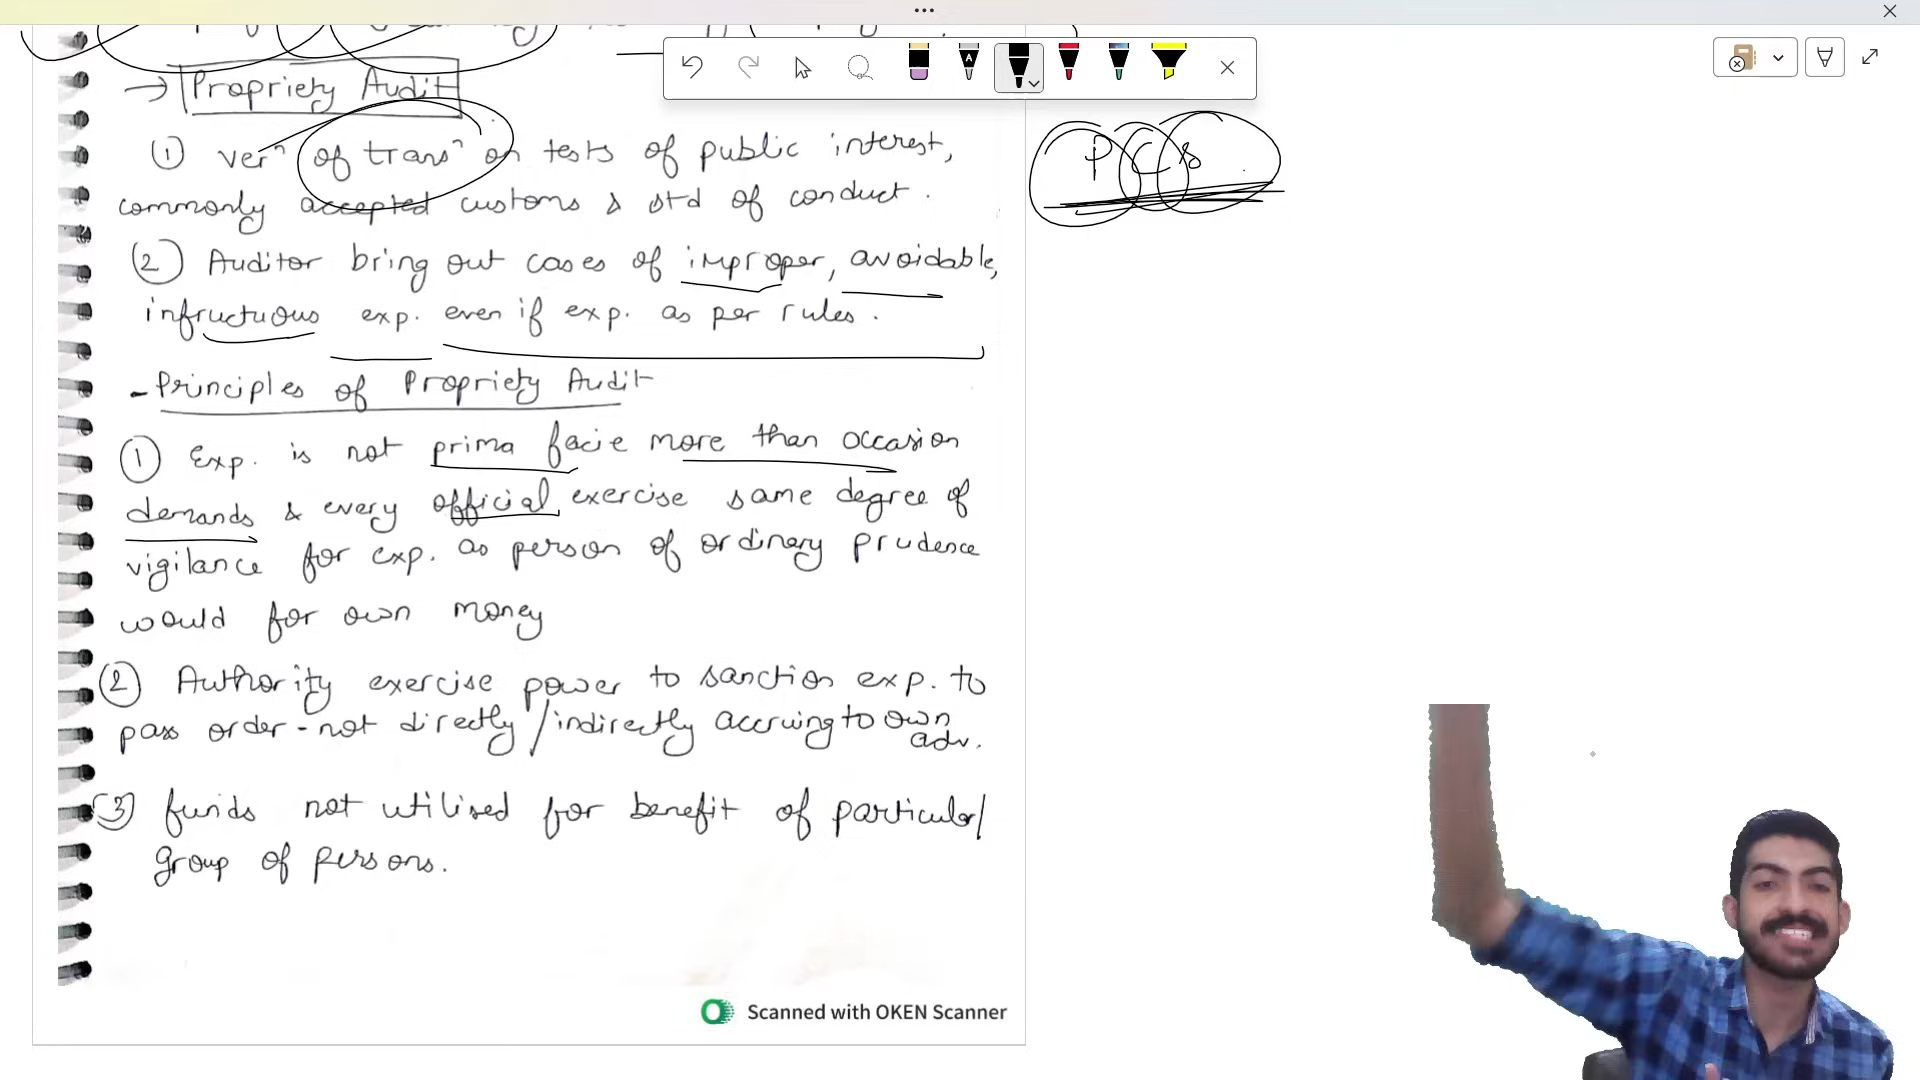 → Propriety Audit
① verⁿ of transⁿ on tests of public interest,
commonly accepted customs & std of conduct.
② Auditor bring out cases of improper, avoidable,
infructuous exp. even if exp. as per rules.
- Principles of Propriety Audit
① Exp. is not prima facie more than occasion
demands & every official exercise same degree of
vigilance for exp. as person of ordinary prudence
would for own money
② Authority exercise power to sanction exp. to
pass order - not directly / indirectly accruing to own
adv.
③ funds not utilised for benefit of particular/
group of persons.
Scanned with OKEN Scanner
P C S